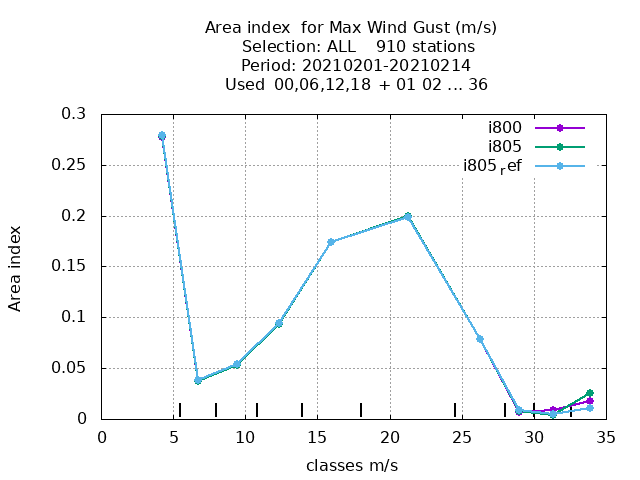 Area index  for Max Wind Gust (m/s)
Selection: ALL    910 stations
Period: 20210201-20210214
Used  00,06,12,18  + 01 02 ... 36
i800
i805
i805ref
0.3
0.25
0.2
0.15
0.1
0.05
0
Area index
0 5 10 15 20 25 30 35
classes m/s